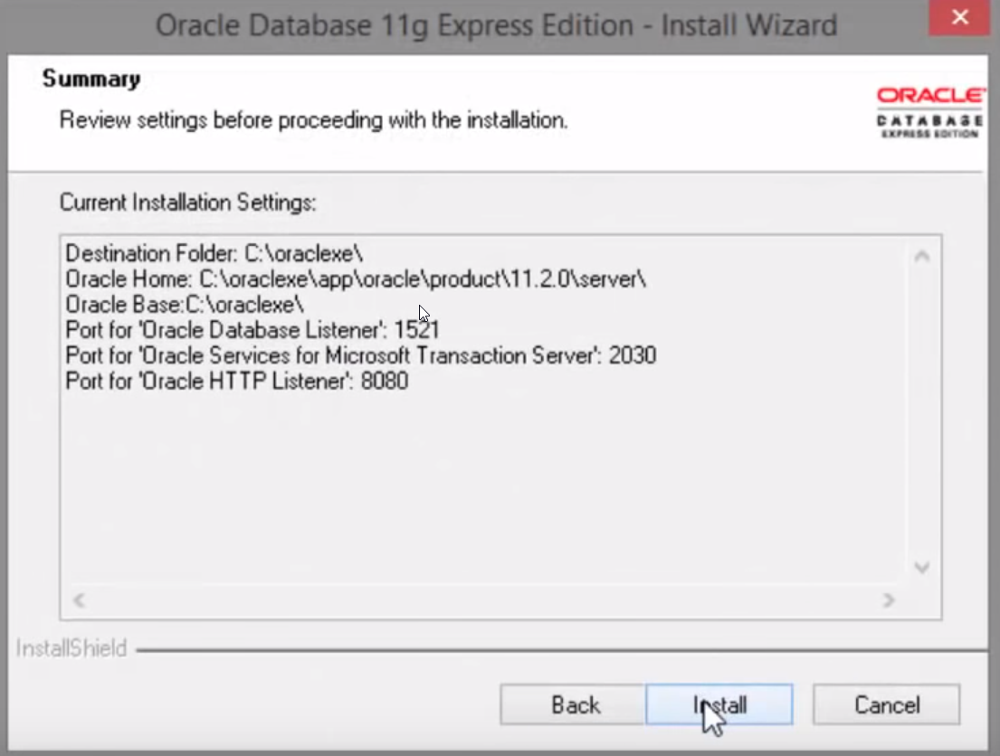 Oracle Database 11g Express Edition - Install Wizard
Summary
Review settings before proceeding with the installation.
ORACLE
DATABASE
EXPRESS EDITION
Current Installation Settings:
Destination Folder: C:\oraclexe\
Oracle Home: C:\oraclexe\app\oracle\product\11.2.0\server\
Oracle Base:C:\oraclexe\
Port for 'Oracle Database Listener': 1521
Port for 'Oracle Services for Microsoft Transaction Server': 2030
Port for 'Oracle HTTP Listener': 8080
InstallShield
Back Install Cancel